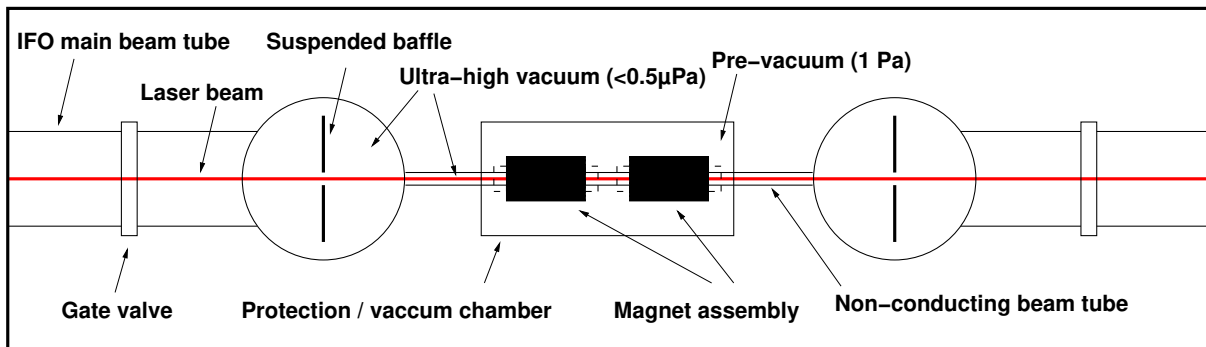 IFO main beam tube
Suspended baffle
Ultra−high vacuum (<0.5μPa)
Pre−vacuum (1 Pa)
Laser beam
Gate valve
Protection / vaccum chamber
Magnet assembly
Non−conducting beam tube